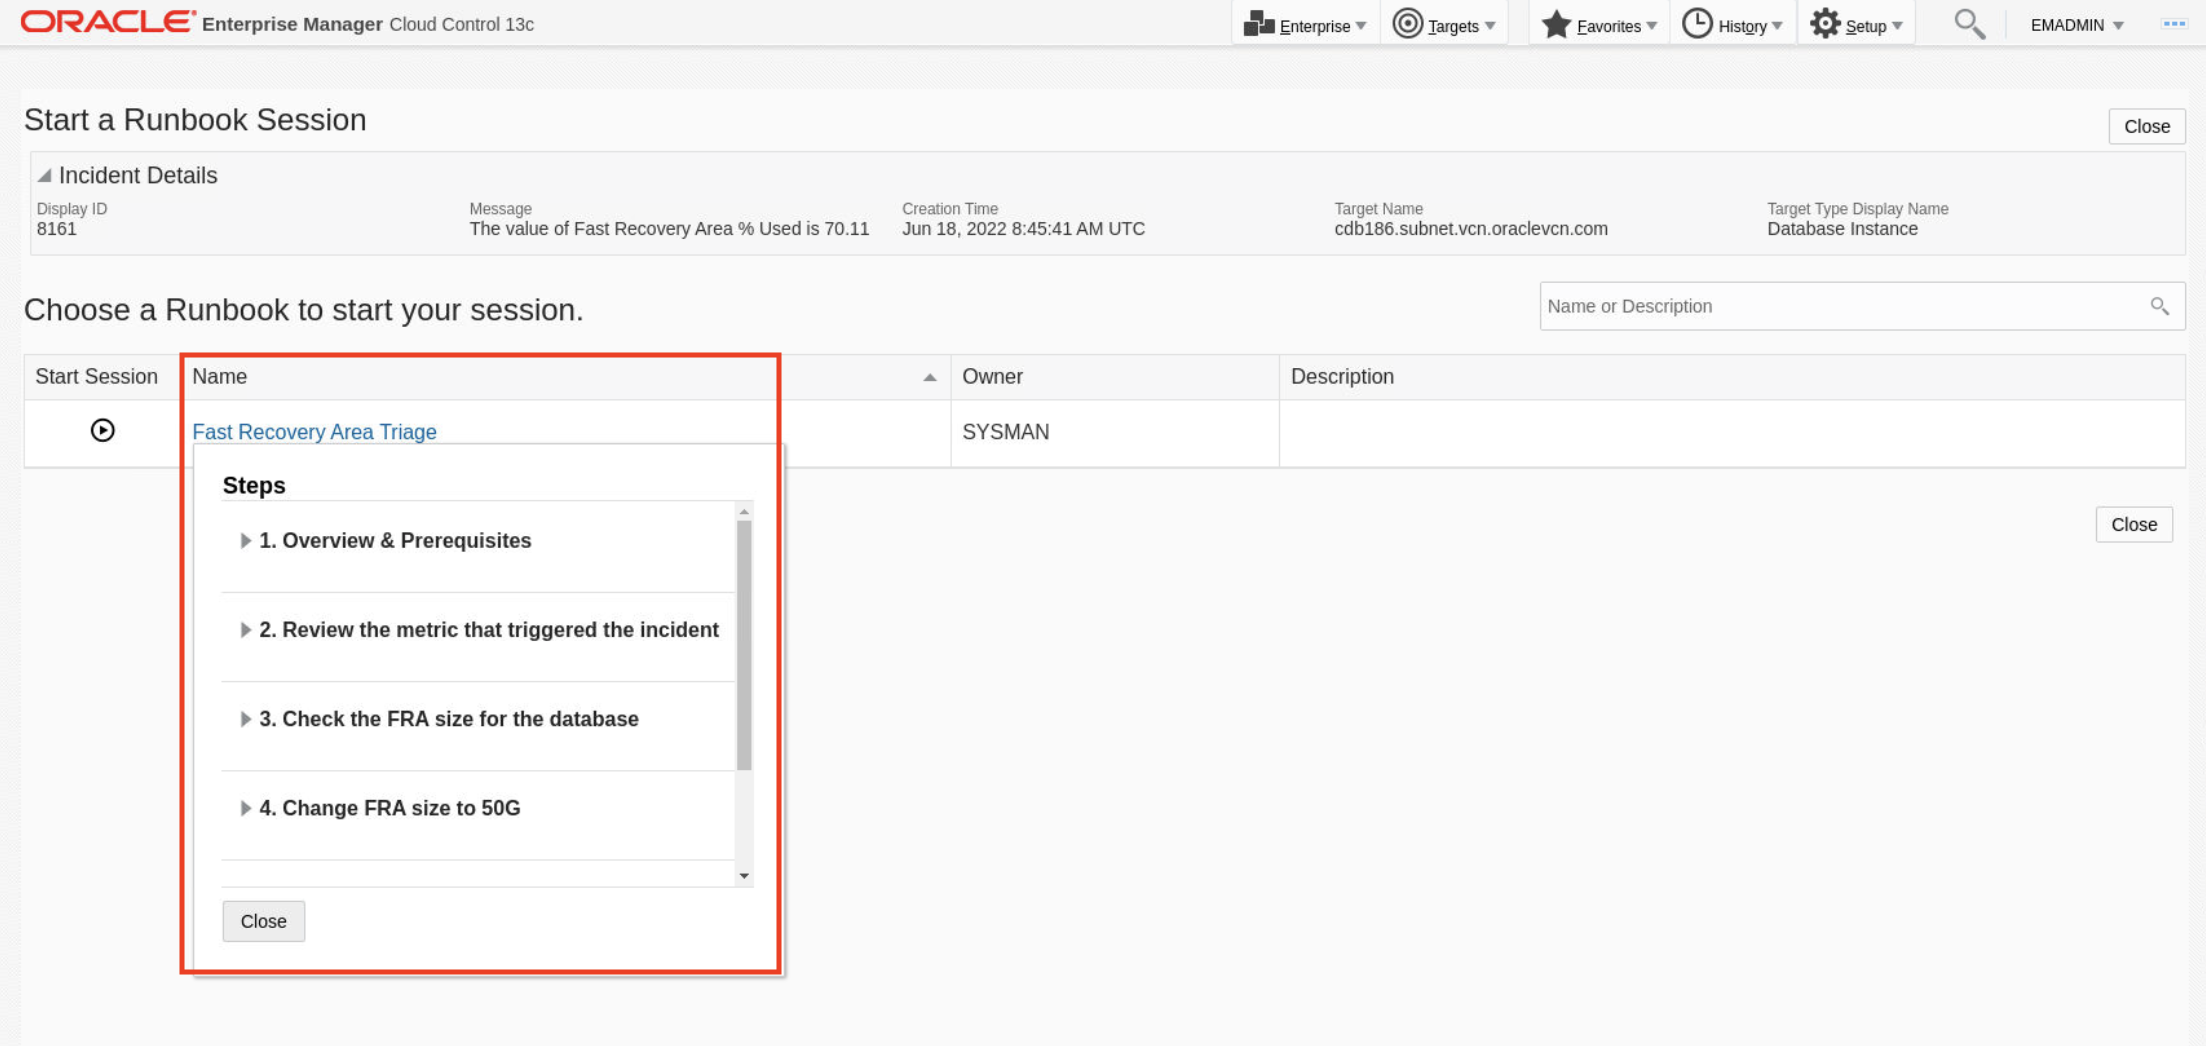 ORACLE Enterprise Manager Cloud Control 13c
Enterprise
Targets
Favorites
History
Setup
EMADMIN
Start a Runbook Session
Close
Incident Details
Display ID
8161
Message
The value of Fast Recovery Area % Used is 70.11
Creation Time
Jun 18, 2022 8:45:41 AM UTC
Target Name
cdb186.subnet.vcn.oraclevcn.com
Target Type Display Name
Database Instance
Choose a Runbook to start your session.
Name or Description
Start Session
Name
Owner
Description
Fast Recovery Area Triage
SYSMAN
Steps
1. Overview & Prerequisites
2. Review the metric that triggered the incident
3. Check the FRA size for the database
4. Change FRA size to 50G
Close
Close